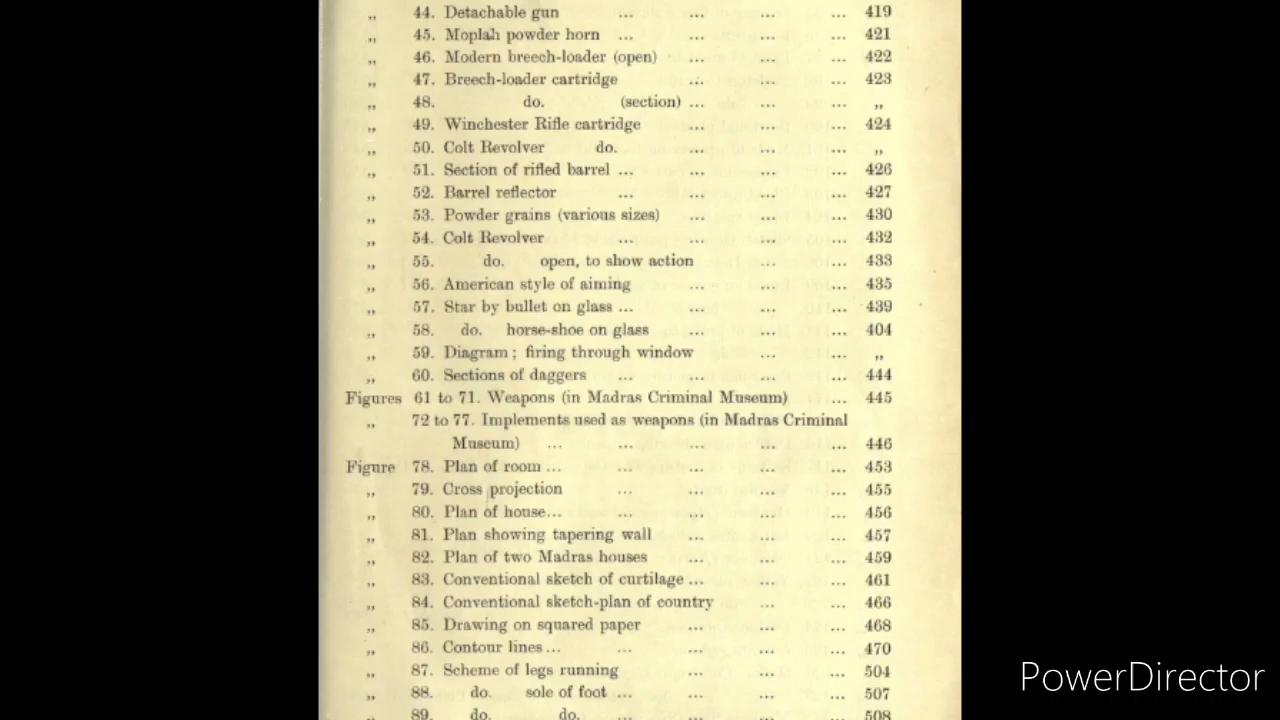 „ 44. Detachable gun ... ... ... 419
„ 45. Moplah powder horn ... ... ... 421
„ 46. Modern breech-loader (open) ... ... ... 422
„ 47. Breech-loader cartridge ... ... ... 423
„ 48. do. (section) ... ... ... „
„ 49. Winchester Rifle cartridge ... ... ... 424
„ 50. Colt Revolver do. ... ... ... „
„ 51. Section of rifled barrel ... ... ... ... 426
„ 52. Barrel reflector ... ... ... ... 427
„ 53. Powder grains (various sizes) ... ... ... 430
„ 54. Colt Revolver ... ... ... ... 432
„ 55. do. open, to show action ... ... 433
„ 56. American style of aiming ... ... ... 435
„ 57. Star by bullet on glass ... ... ... ... 439
„ 58. do. horse-shoe on glass ... ... ... 404
„ 59. Diagram ; firing through window ... ... „
„ 60. Sections of daggers ... ... ... ... 444
Figures 61 to 71. Weapons (in Madras Criminal Museum) ... 445
„ 72 to 77. Implements used as weapons (in Madras Criminal
Museum) ... ... ... ... ... 446
Figure 78. Plan of room ... ... ... ... ... 453
„ 79. Cross projection ... ... ... ... 455
„ 80. Plan of house... ... ... ... ... 456
„ 81. Plan showing tapering wall ... ... ... 457
„ 82. Plan of two Madras houses ... ... ... 459
„ 83. Conventional sketch of curtilage ... ... ... 461
„ 84. Conventional sketch-plan of country ... ... 466
„ 85. Drawing on squared paper ... ... ... 468
„ 86. Contour lines ... ... ... ... ... 470
„ 87. Scheme of legs running ... ... ... 504
„ 88. do. sole of foot ... ... ... ... 507
„ 89. do. do. ... ... ... ... 508
PowerDirector